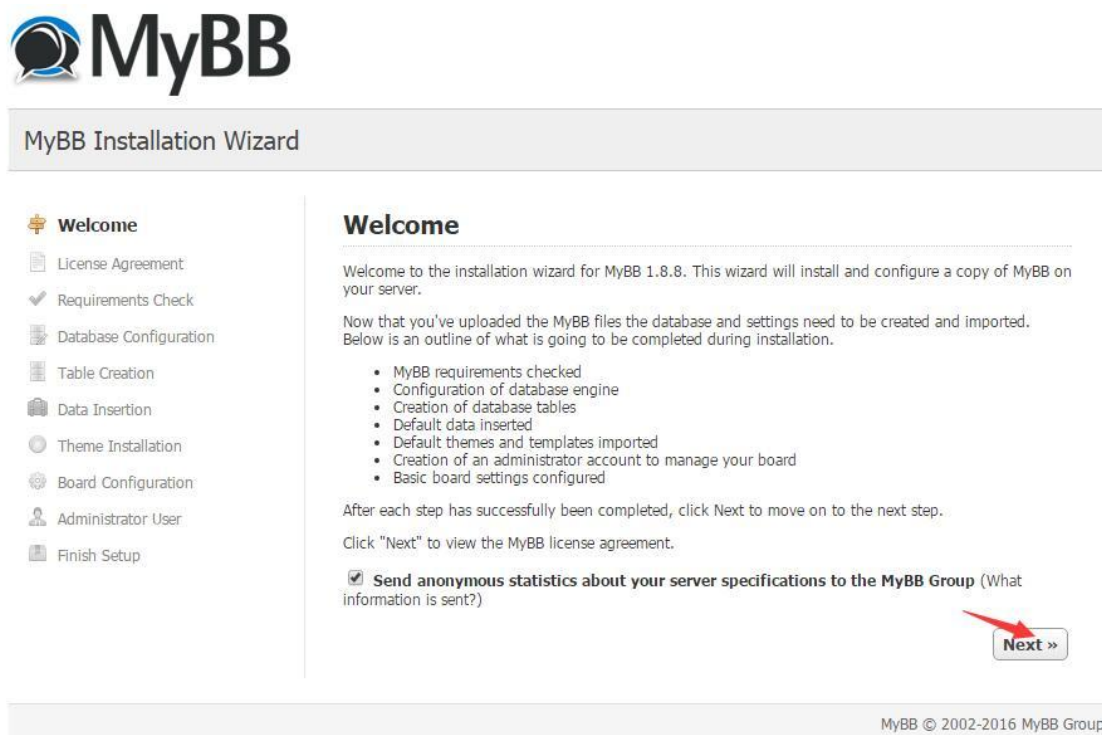 MyBB
MyBB Installation Wizard
Welcome
License Agreement
Requirements Check
Database Configuration
Table Creation
Data Insertion
Theme Installation
Board Configuration
Administrator User
Finish Setup
Welcome
Welcome to the installation wizard for MyBB 1.8.8. This wizard will install and configure a copy of MyBB on
your server.
Now that you've uploaded the MyBB files the database and settings need to be created and imported.
Below is an outline of what is going to be completed during installation.
• MyBB requirements checked
• Configuration of database engine
• Creation of database tables
• Default data inserted
• Default themes and templates imported
• Creation of an administrator account to manage your board
• Basic board settings configured
After each step has successfully been completed, click Next to move on to the next step.
Click "Next" to view the MyBB license agreement.
Send anonymous statistics about your server specifications to the MyBB Group (What
information is sent?)
Next »
MyBB © 2002-2016 MyBB Group